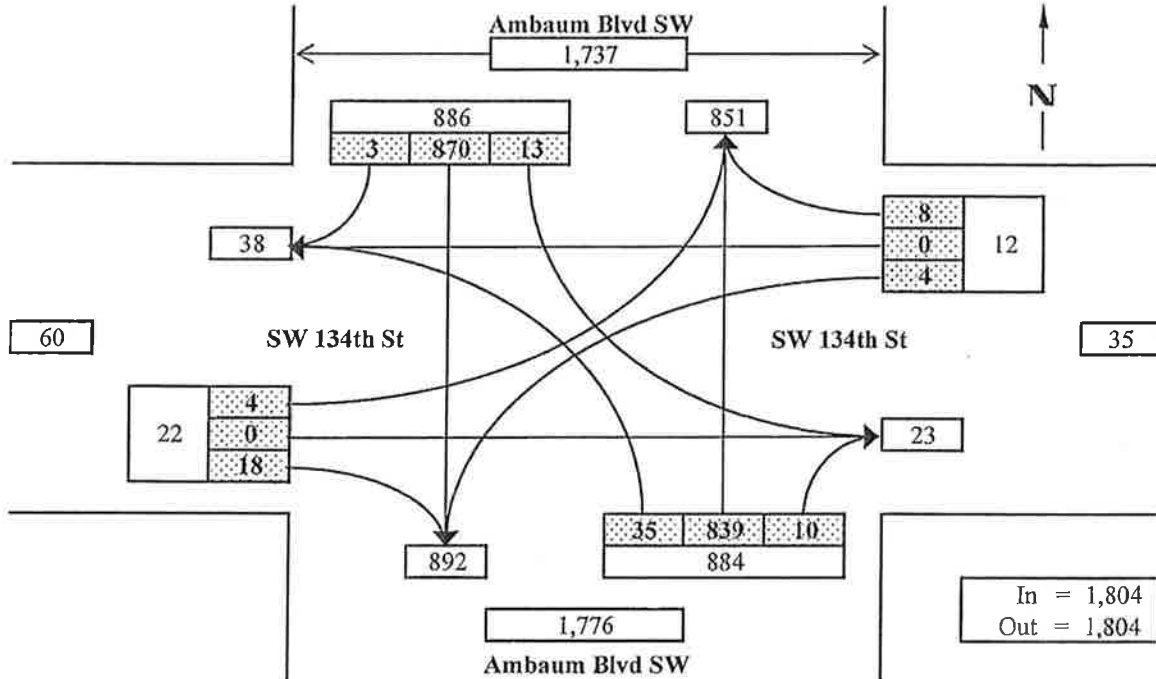 Ambaum Blvd SW
1,737
N
886
3 870 13
851
8
0
4
12
38
60
SW 134th St
SW 134th St
35
22
4
0
18
23
892
35 839 10
884
1,776
Ambaum Blvd SW
In = 1,804
Out = 1,804